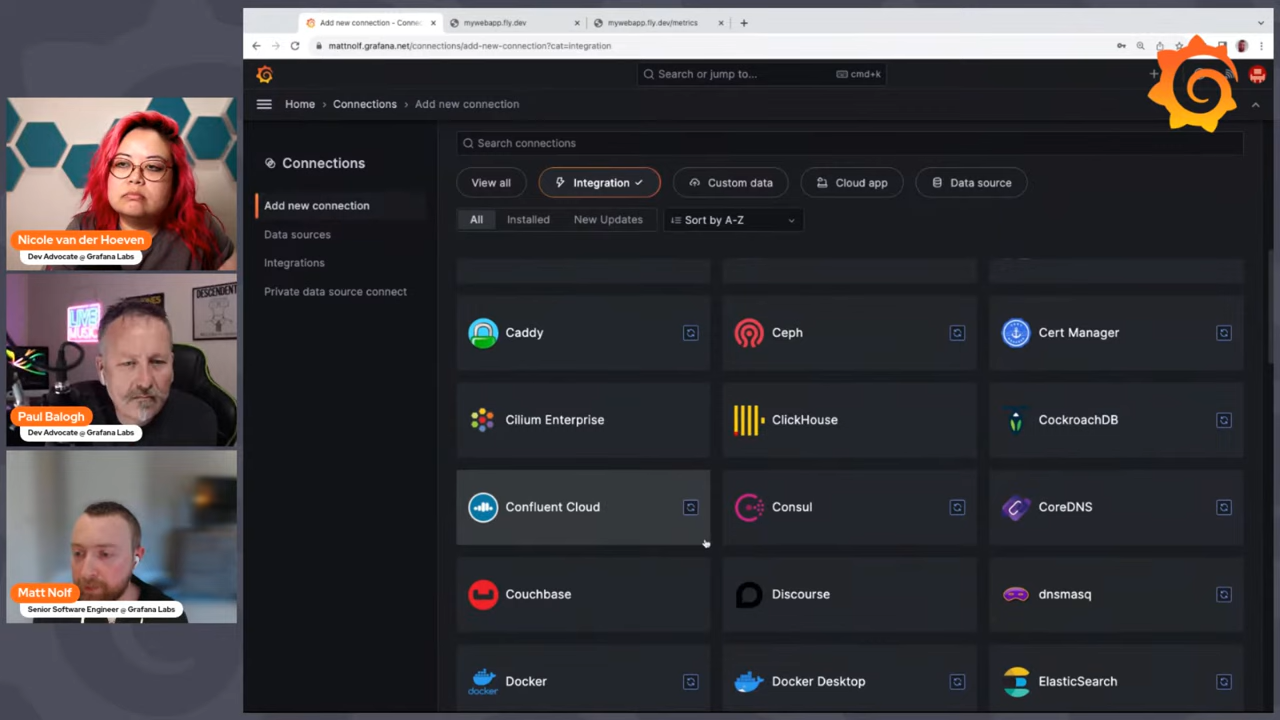 Add new connection - Connec
mywebapp.fly.dev
mywebapp.fly.dev/metrics
mattnolf.grafana.net/connections/add-new-connection?cat=integration
Search or jump to...
cmd+k
Home > Connections > Add new connection
Connections
Add new connection
Data sources
Integrations
Private data source connect
Search connections
View all
Integration
Custom data
Cloud app
Data source
All
Installed
New Updates
Sort by A-Z
Caddy
Ceph
Cert Manager
Cilium Enterprise
ClickHouse
CockroachDB
Confluent Cloud
Consul
CoreDNS
Couchbase
Discourse
dnsmasq
Docker
docker
Docker Desktop
ElasticSearch
Nicole van der Hoeven
Dev Advocate @ Grafana Labs
LIVE
MUSIC
DESCENDENT
Paul Balogh
Dev Advocate @ Grafana Labs
Matt Nolf
Senior Software Engineer @ Grafana Labs